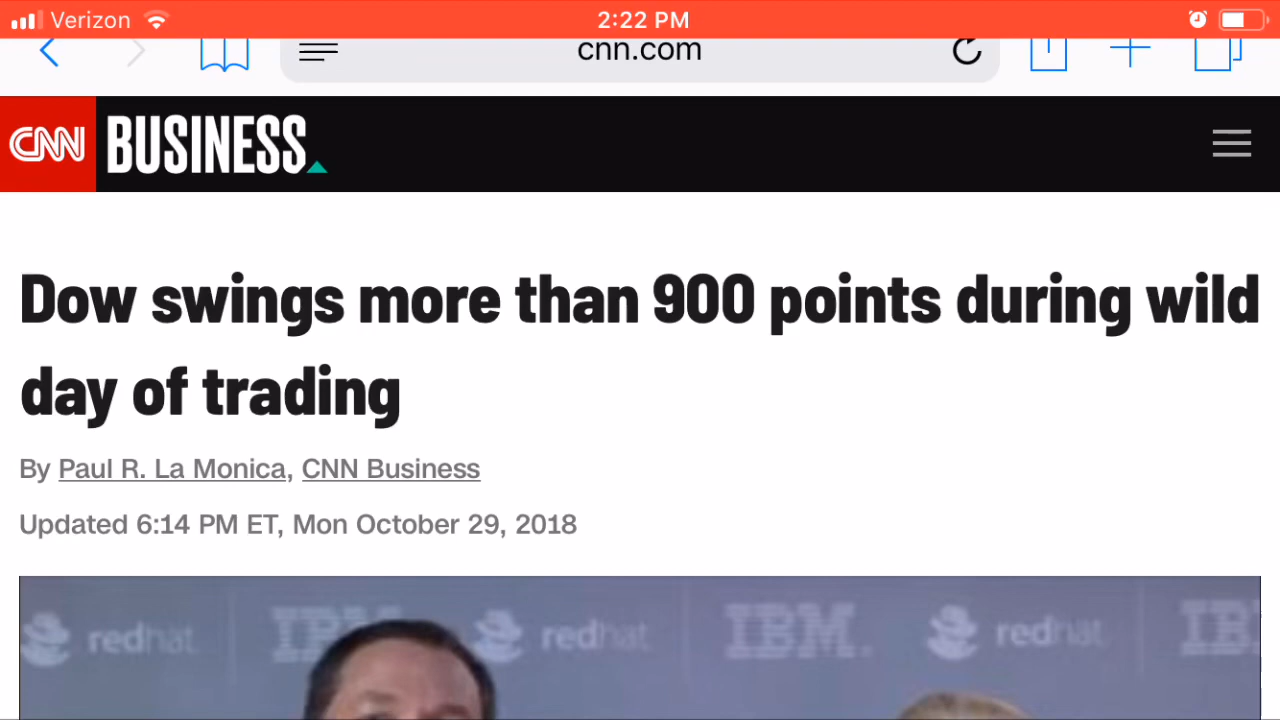 Verizon 2:22 PM
cnn.com
CNN BUSINESS
Dow swings more than 900 points during wild
day of trading
By Paul R. La Monica, CNN Business
Updated 6:14 PM ET, Mon October 29, 2018
redhat IBM. redhat IBM. redhat IB